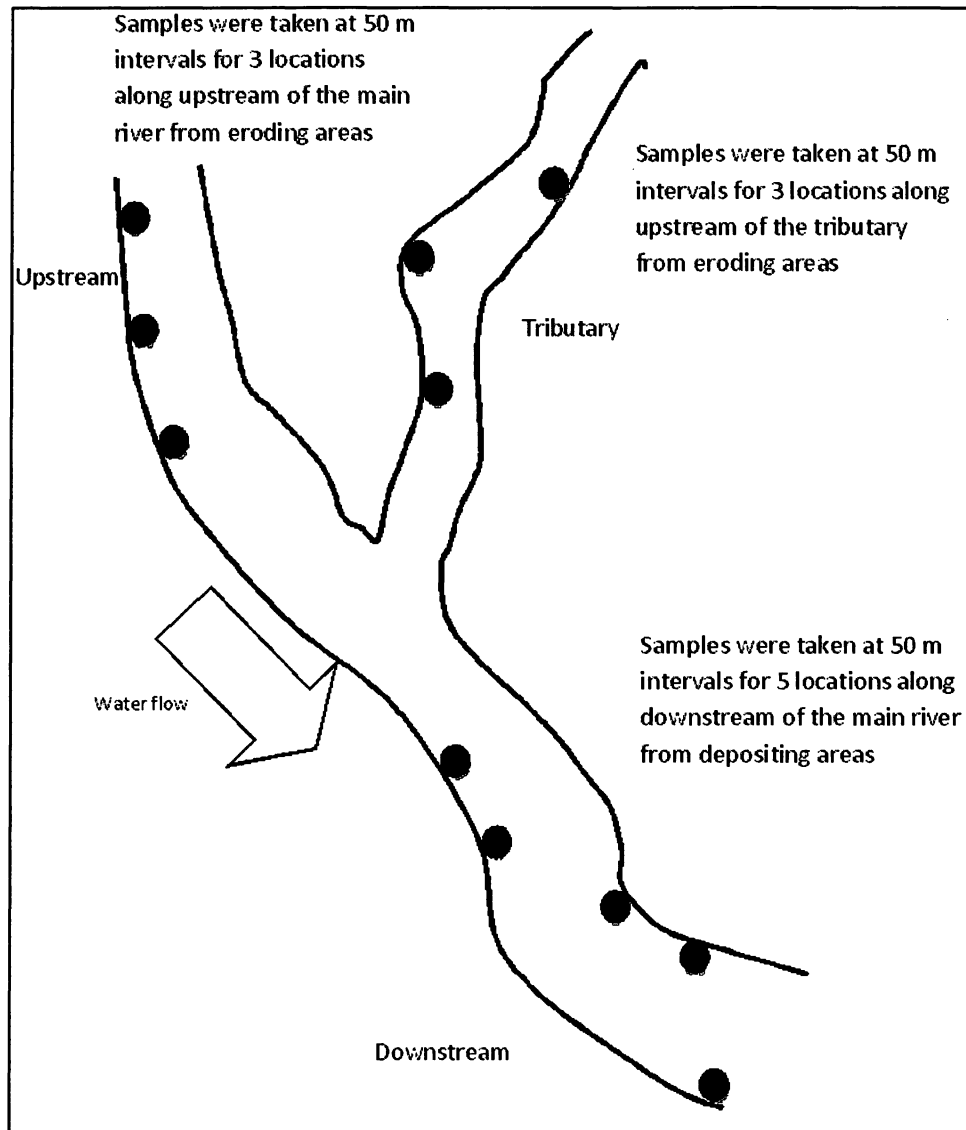 Samples were taken at 50 m
intervals for 3 locations
along upstream of the main
river from eroding areas
Samples were taken at 50 m
intervals for 3 locations along
upstream of the tributary
from eroding areas
Upstream
Tributary
Samples were taken at 50 m
intervals for 5 locations along
downstream of the main river
from depositing areas
Water flow
Downstream